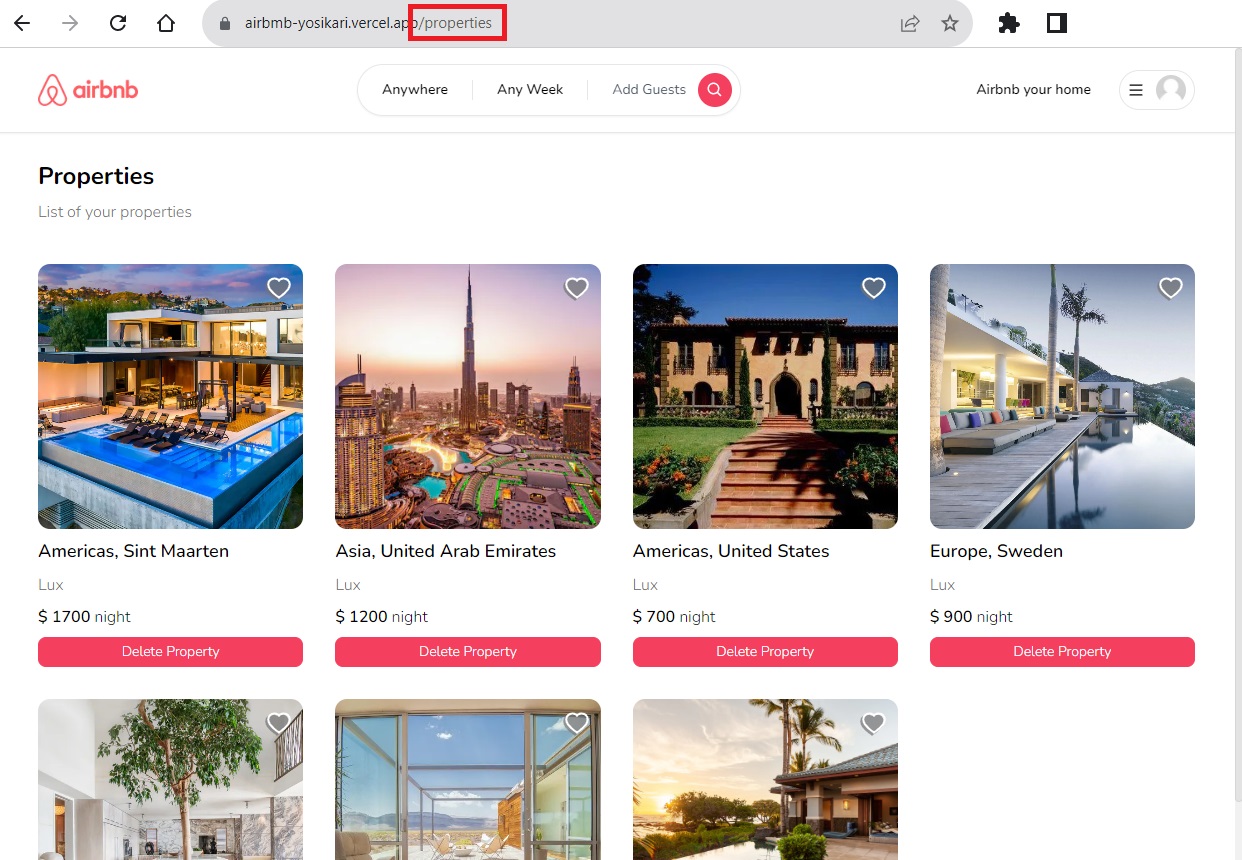 airbmb-yosikari.vercel.app/properties
airbnb
Anywhere
Any Week
Add Guests
Airbnb your home
Properties
List of your properties
Americas, Sint Maarten
Lux
$ 1700 night
Delete Property
Asia, United Arab Emirates
Lux
$ 1200 night
Delete Property
Americas, United States
Lux
$ 700 night
Delete Property
Europe, Sweden
Lux
$ 900 night
Delete Property